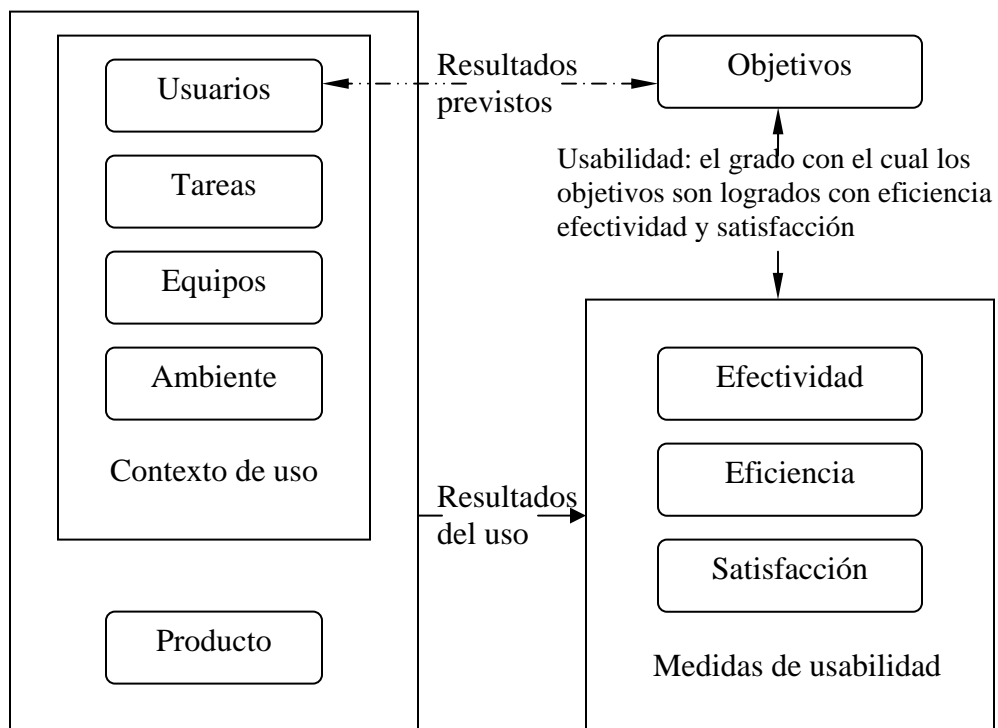 Usuarios
Tareas
Equipos
Ambiente
Contexto de uso
Producto
Resultados
previstos
Objetivos
Usabilidad: el grado con el cual los
objetivos son logrados con eficiencia
efectividad y satisfacción
Resultados
del uso
Efectividad
Eficiencia
Satisfacción
Medidas de usabilidad